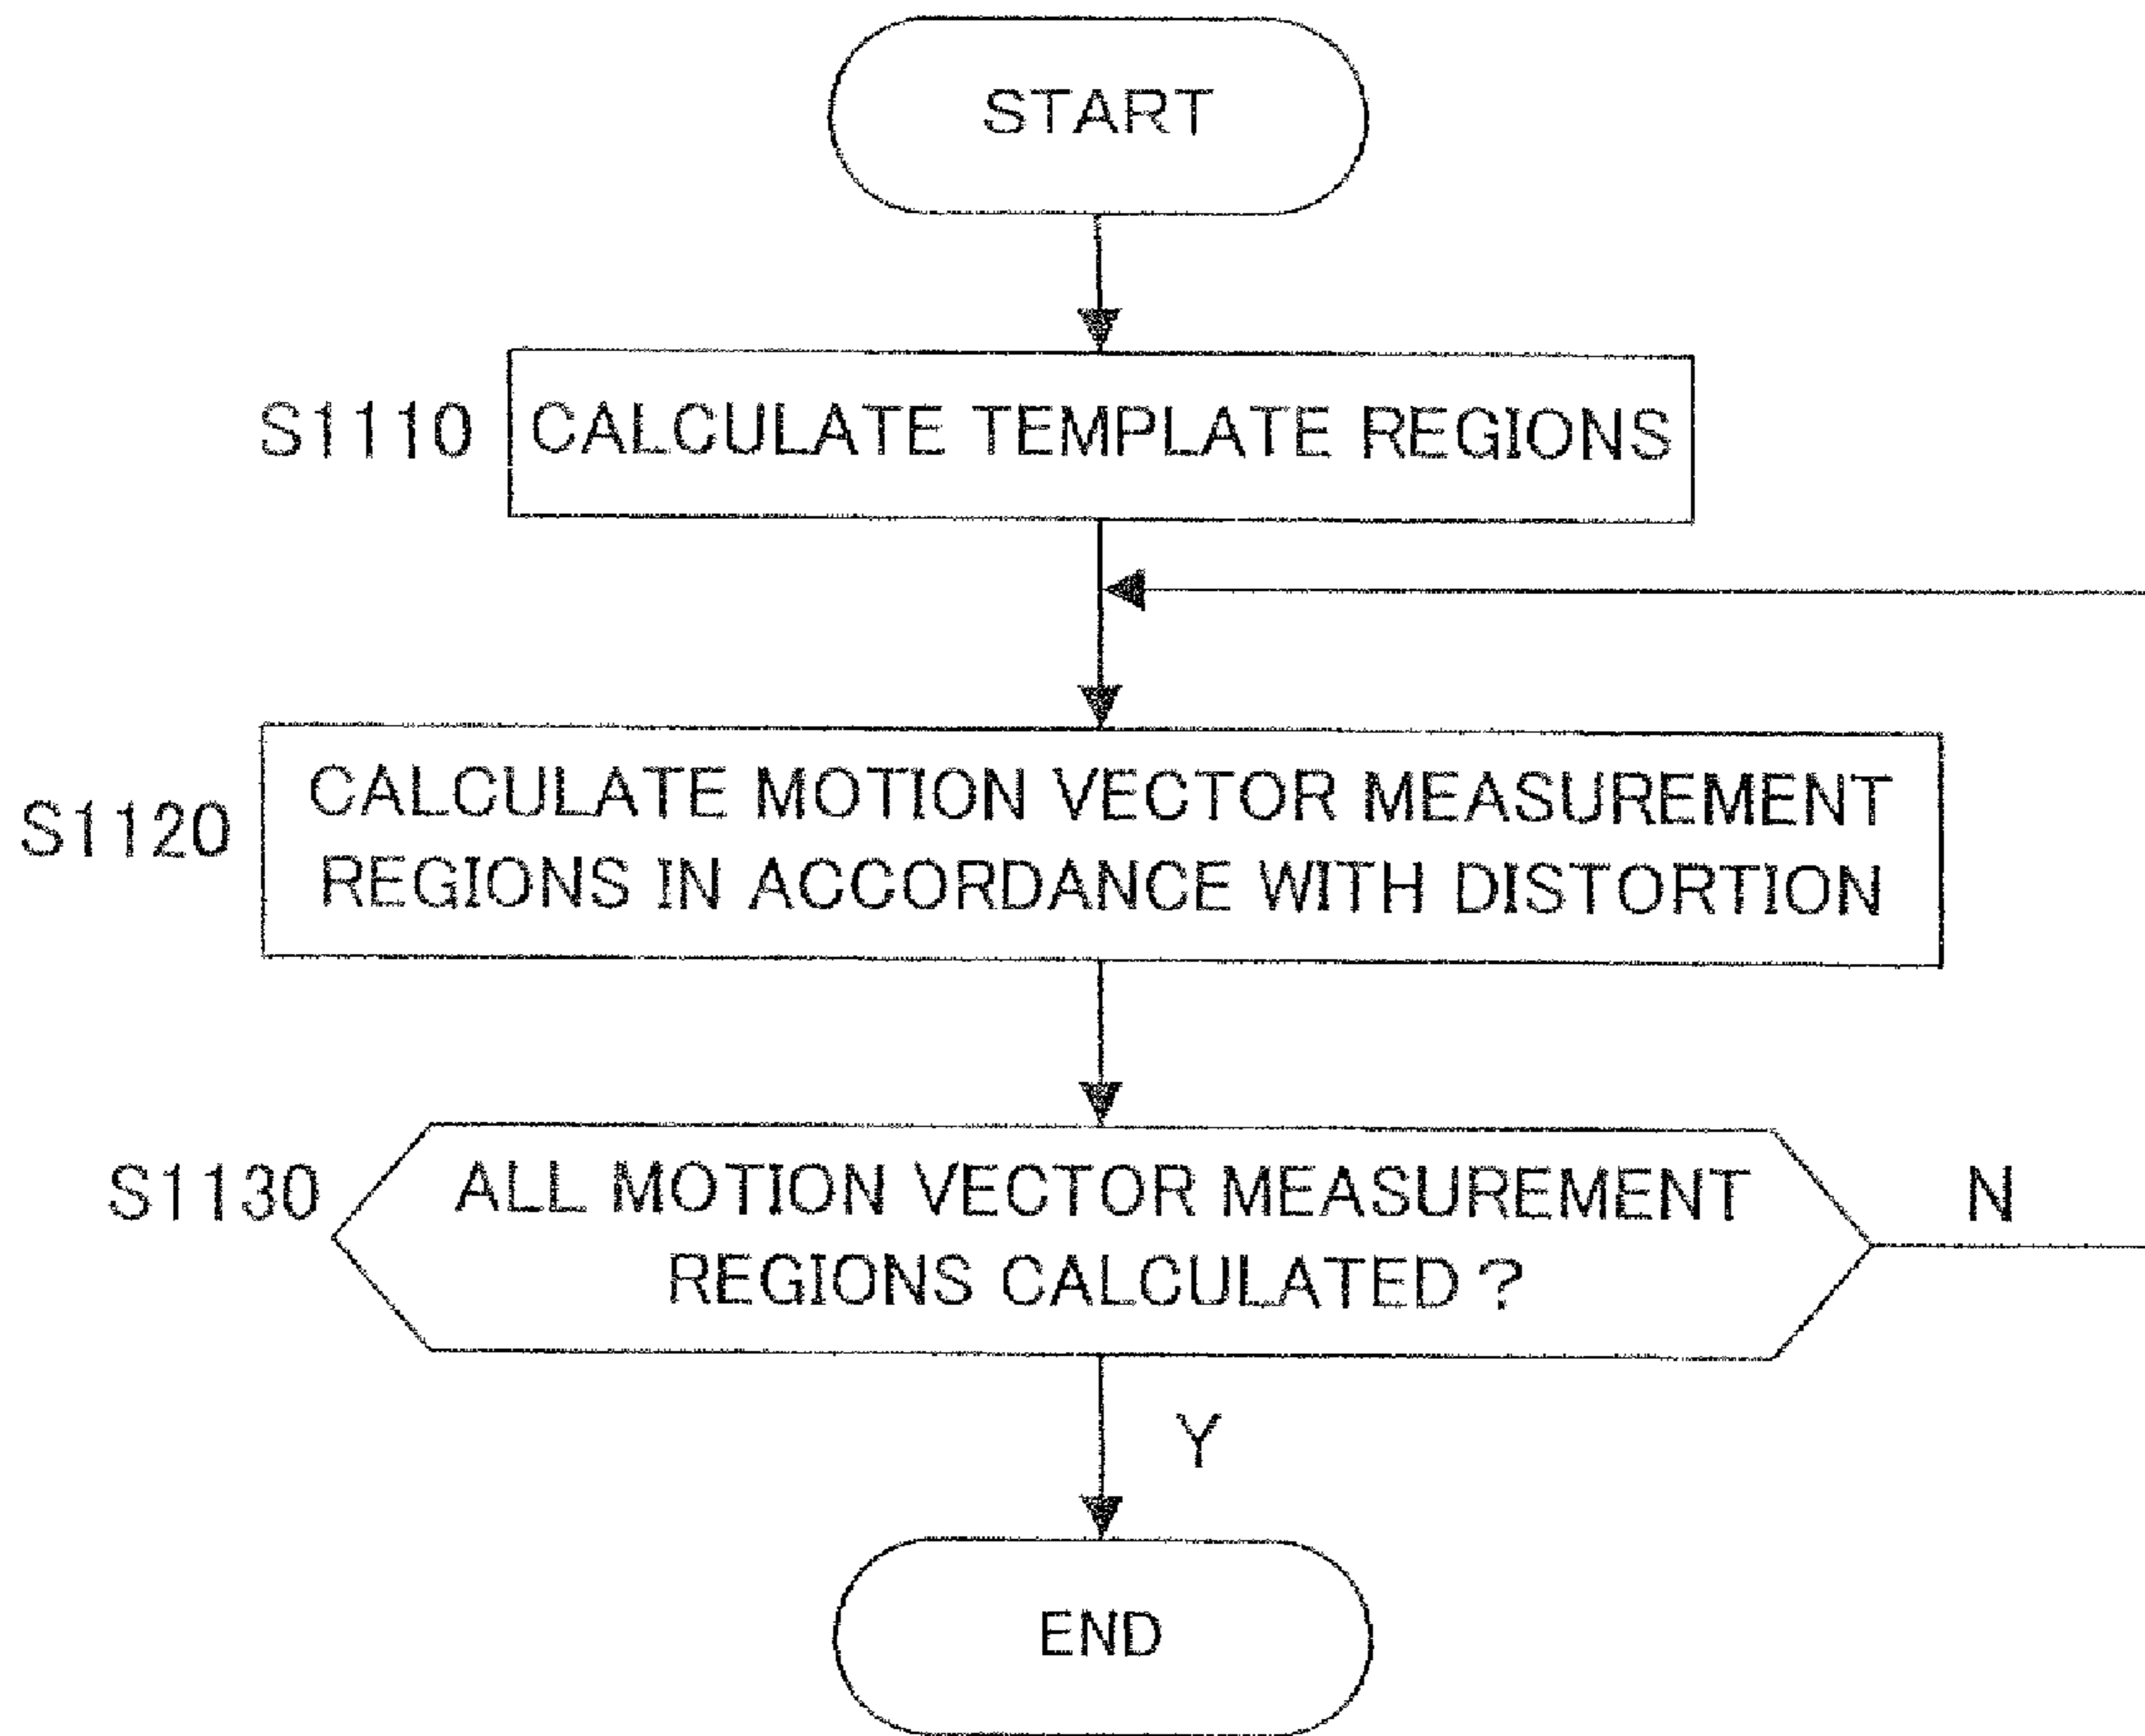 START
S1110 CALCULATE TEMPLATE REGIONS
S1120
CALCULATE MOTION VECTOR MEASUREMENT
REGIONS IN ACCORDANCE WITH DISTORTION
S1130
ALL MOTION VECTOR MEASUREMENT
REGIONS CALCULATED ?
N
Y
END